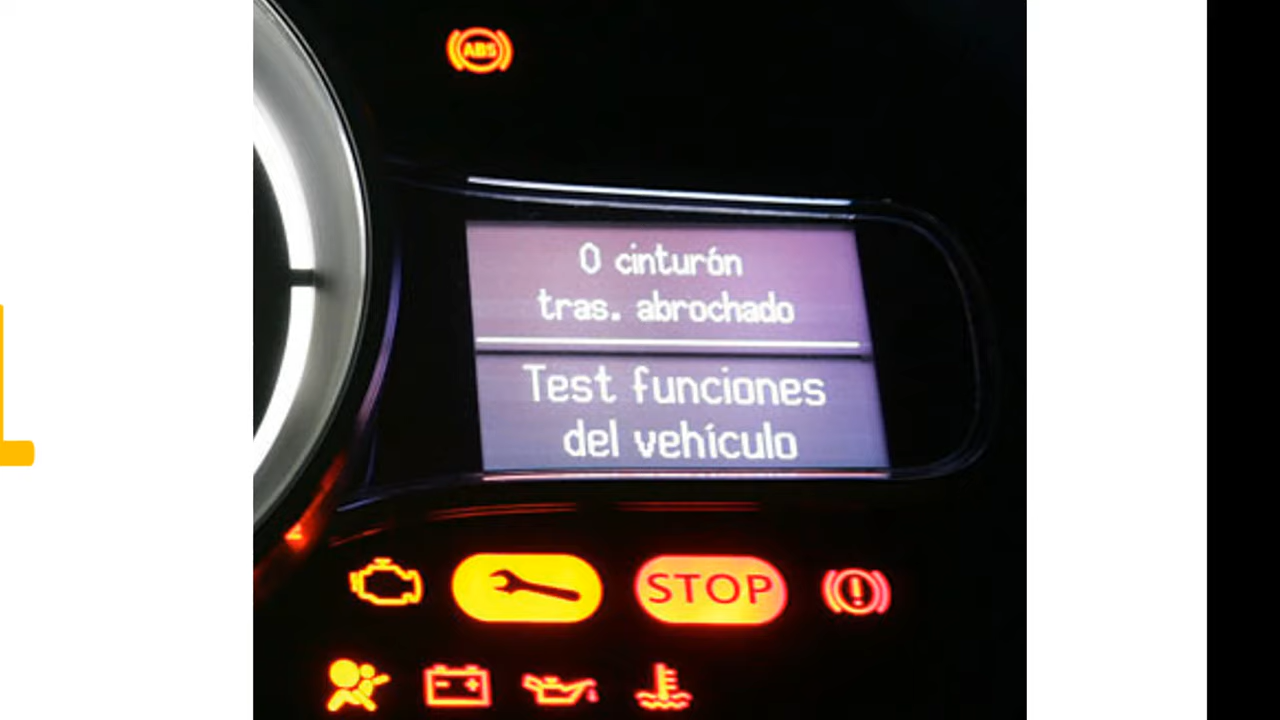 ABS
0 cinturón
tras. abrochado
Test funciones
del vehículo
STOP